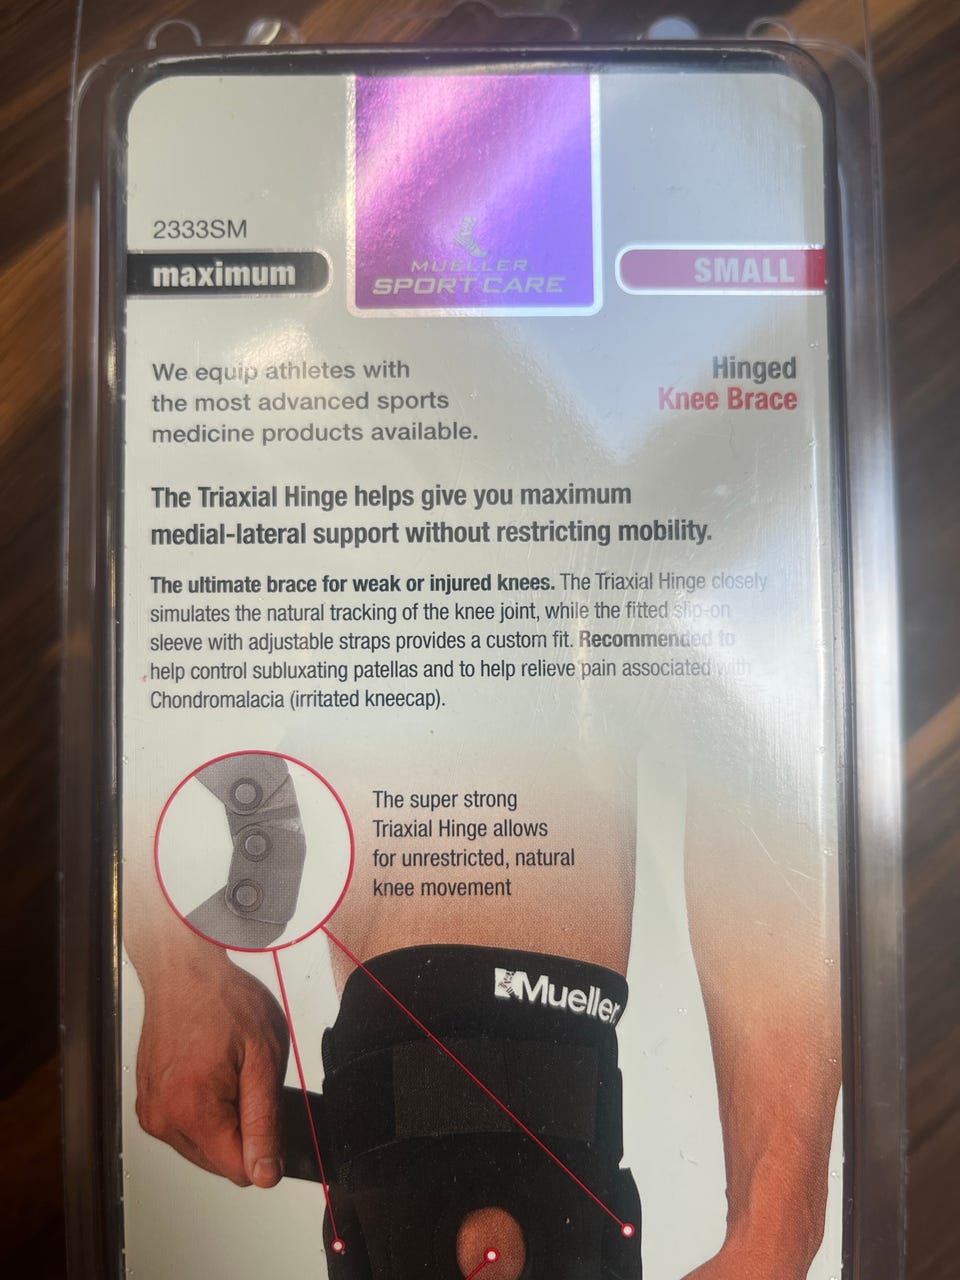 2333SM
maximum
MUELLER
SPORT CARE
SMALL
We equip athletes with
the most advanced sports
medicine products available.
Hinged
Knee Brace
The Triaxial Hinge helps give you maximum
medial-lateral support without restricting mobility.
The ultimate brace for weak or injured knees. The Triaxial Hinge closely
simulates the natural tracking of the knee joint, while the fitted slip-on
sleeve with adjustable straps provides a custom fit. Recommended to
help control subluxating patellas and to help relieve pain associated with
Chondromalacia (irritated kneecap).
The super strong
Triaxial Hinge allows
for unrestricted, natural
knee movement
Mueller